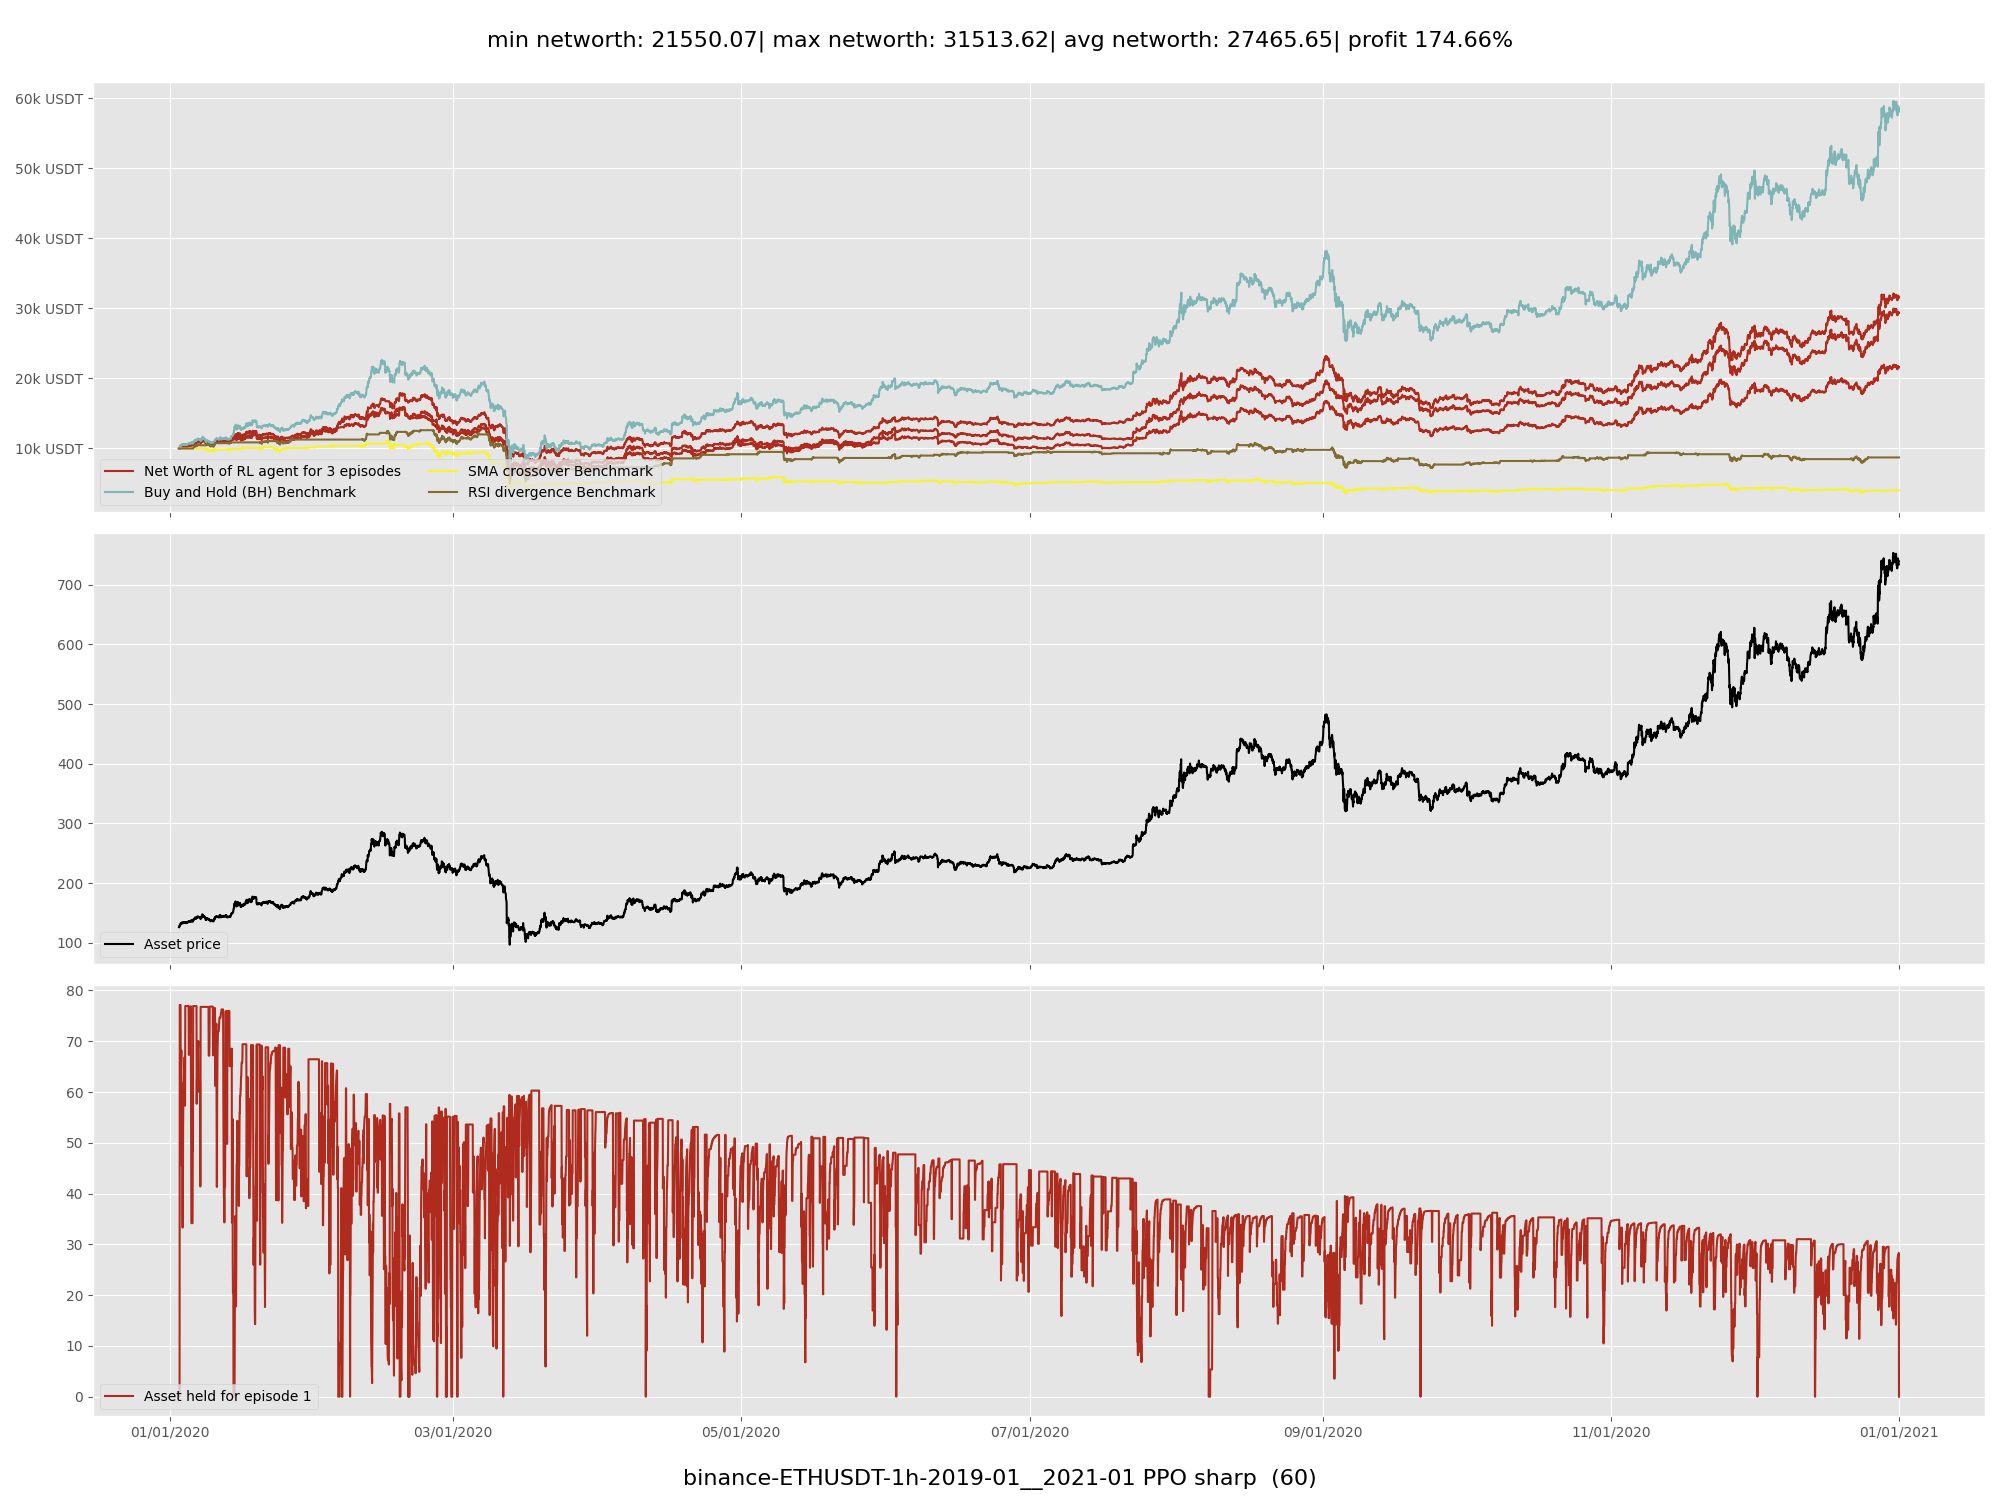 min networth: 21550.07| max networth: 31513.62| avg networth: 27465.65| profit 174.66%
60k USDT
50k USDT
40k USDT
30k USDT
20k USDT
10k USDT
Net Worth of RL agent for 3 episodes
Buy and Hold (BH) Benchmark
SMA crossover Benchmark
RSI divergence Benchmark
700
600
500
400
300
200
100
Asset price
80
70
60
50
40
30
20
10
0
Asset held for episode 1
01/01/2020 03/01/2020 05/01/2020 07/01/2020 09/01/2020 11/01/2020 01/01/2021
binance-ETHUSDT-1h-2019-01__2021-01 PPO sharp  (60)